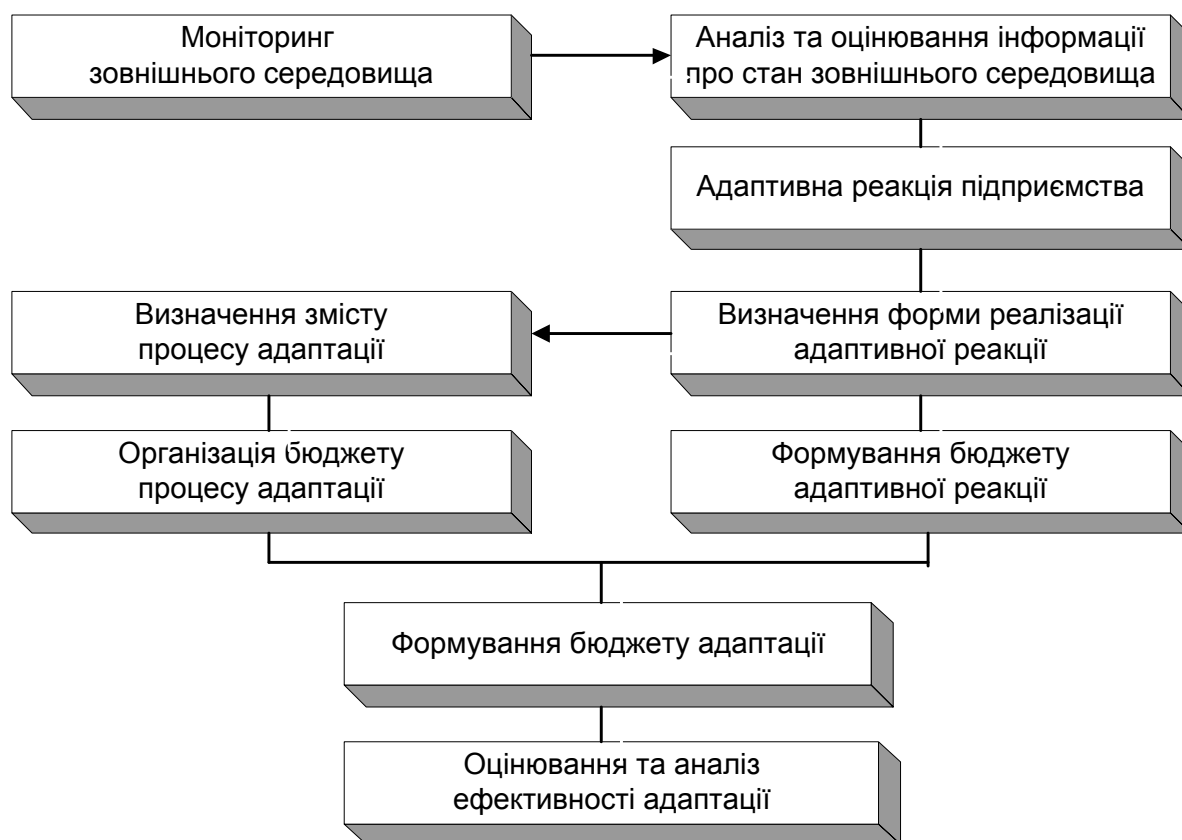 Моніторинг
зовнішнього середовища
Аналіз та оцінювання інформації
про стан зовнішнього середовища
Адаптивна реакція підприємства
Визначення змісту
процесу адаптації
Визначення форми реалізації
адаптивної реакції
Організація бюджету
процесу адаптації
Формування бюджету
адаптивної реакції
Формування бюджету адаптації
Оцінювання та аналіз
ефективності адаптації